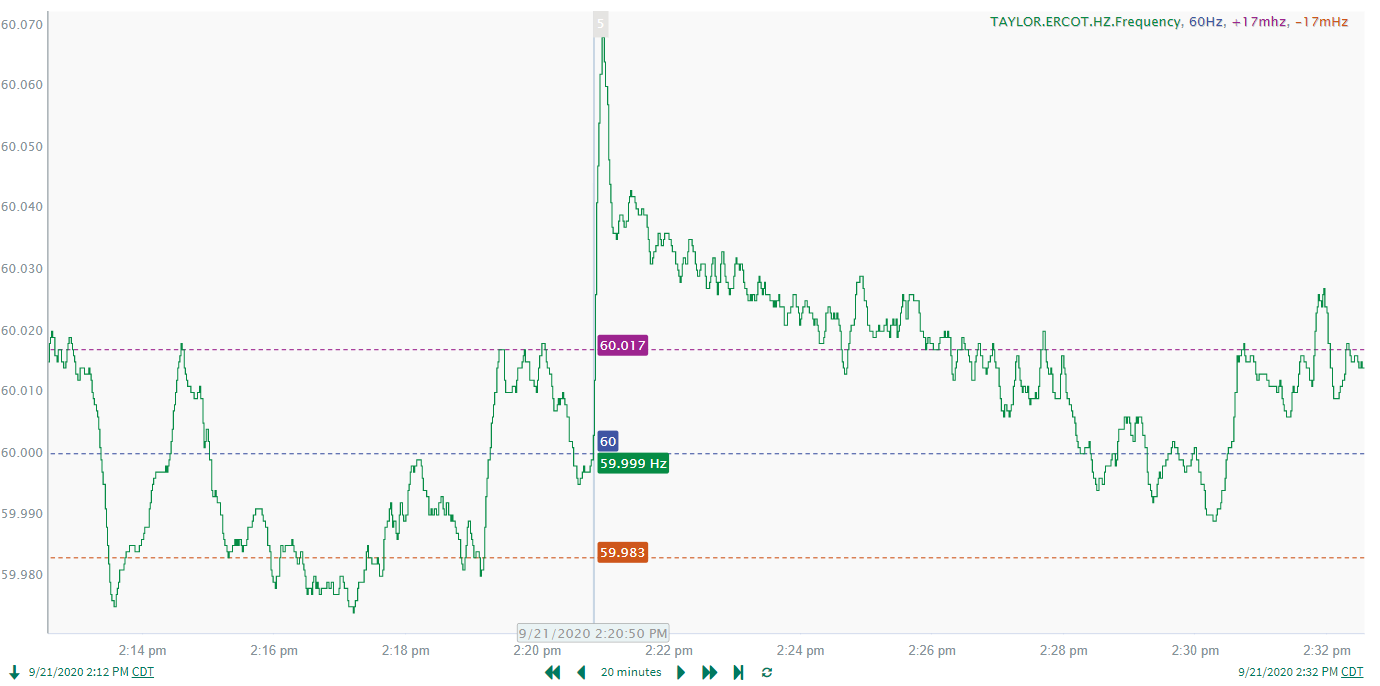 TAYLOR.ERCOT.HZ.Frequency, 60Hz, +17mhz, -17mHz
5
60.070
60.060
60.050
60.040
60.030
60.020
60.010
60.000
59.990
59.980
60.017
60
59.999 Hz
59.983
9/21/2020 2:20:50 PM
2:14 pm 2:16 pm 2:18 pm 2:20 pm 2:22 pm 2:24 pm 2:26 pm 2:28 pm 2:30 pm 2:32 pm
9/21/2020 2:12 PM CDT 20 minutes 9/21/2020 2:32 PM CDT